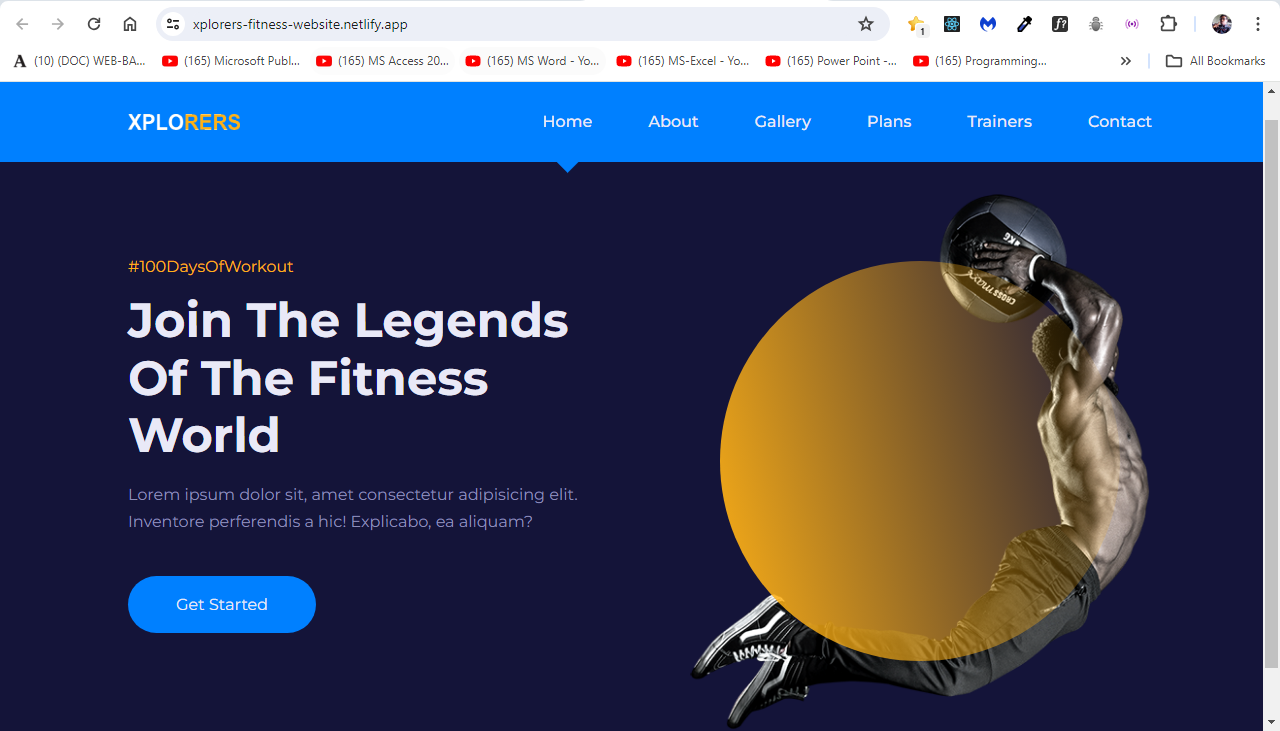 xplorers-fitness-website.netlify.app
1
f?
A (10) (DOC) WEB-BA...
(165) Microsoft Publ...
(165) MS Access 20...
(165) MS Word - Yo...
(165) MS-Excel - Yo...
(165) Power Point -...
(165) Programming...
All Bookmarks
XPLORERS
Home
About
Gallery
Plans
Trainers
Contact
#100DaysOfWorkout
Join The Legends
Of The Fitness
World
Lorem ipsum dolor sit, amet consectetur adipisicing elit.
Inventore perferendis a hic! Explicabo, ea aliquam?
Get Started